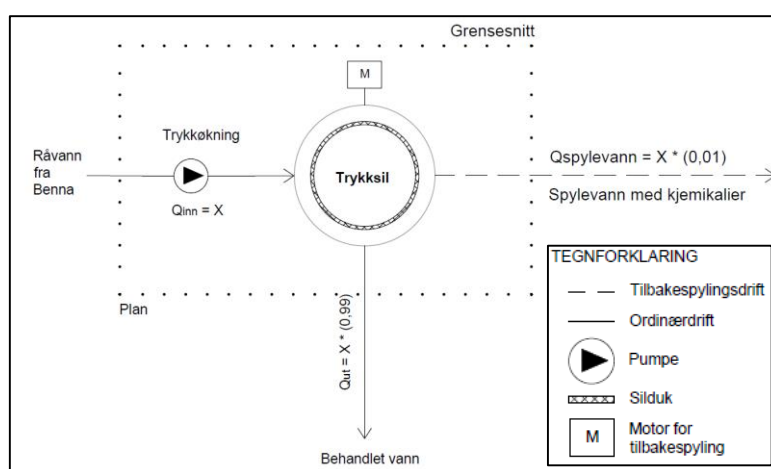 Grensesnitt
M
Trykkøkning
Råvann
fra
Benna
Trykksil
Qspylevann = X * (0,01)
Spylevann med kjemikalier
Qinn = X
Plan
Qut = X * (0,99)
Behandlet vann
TEGNFORKLARING
Tilbakespylingsdrift
Ordinærdrift
Pumpe
Silduk
M
Motor for
tilbakespyling